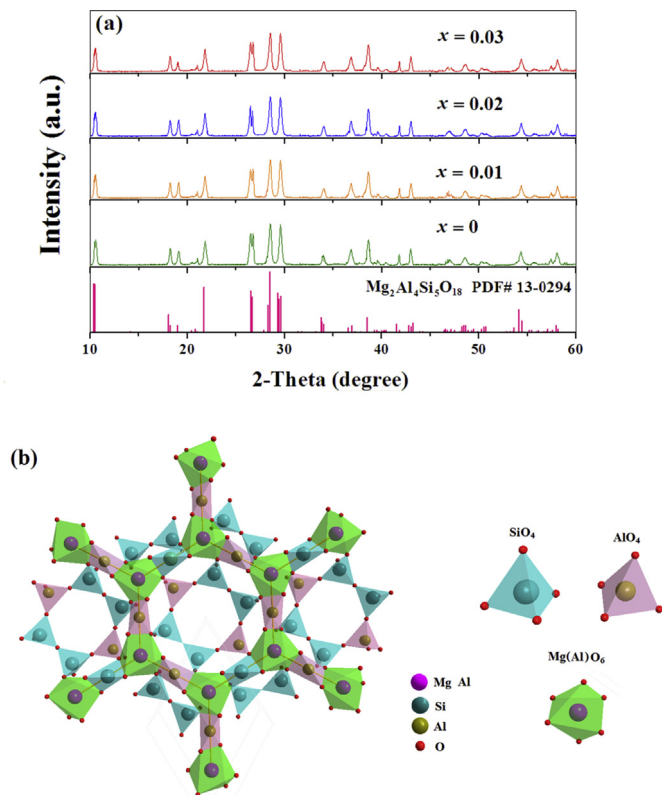 (a)
x = 0.03
x = 0.02
x = 0.01
x = 0
Intensity (a.u.)
Mg₂Al₄Si₅O₁₈ PDF# 13-0294
10 20 30 40 50 60
2-Theta (degree)
(b)
SiO₄ AlO₄
Mg(Al)O₆
Mg Al
Si
Al
O